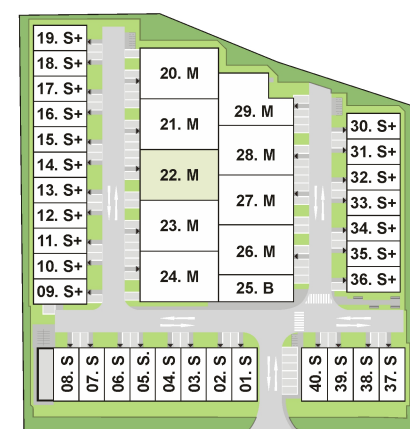 19. S+
18. S+
17. S+
16. S+
15. S+
14. S+
13. S+
12. S+
11. S+
10. S+
09. S+
20. M
21. M
22. M
23. M
24. M
29. M
28. M
27. M
26. M
25. B
30. S+
31. S+
32. S+
33. S+
34. S+
35. S+
36. S+
08. S
07. S
06. S
05. S.
04. S
03. S
02. S
01. S
40. S
39. S
38. S
37. S